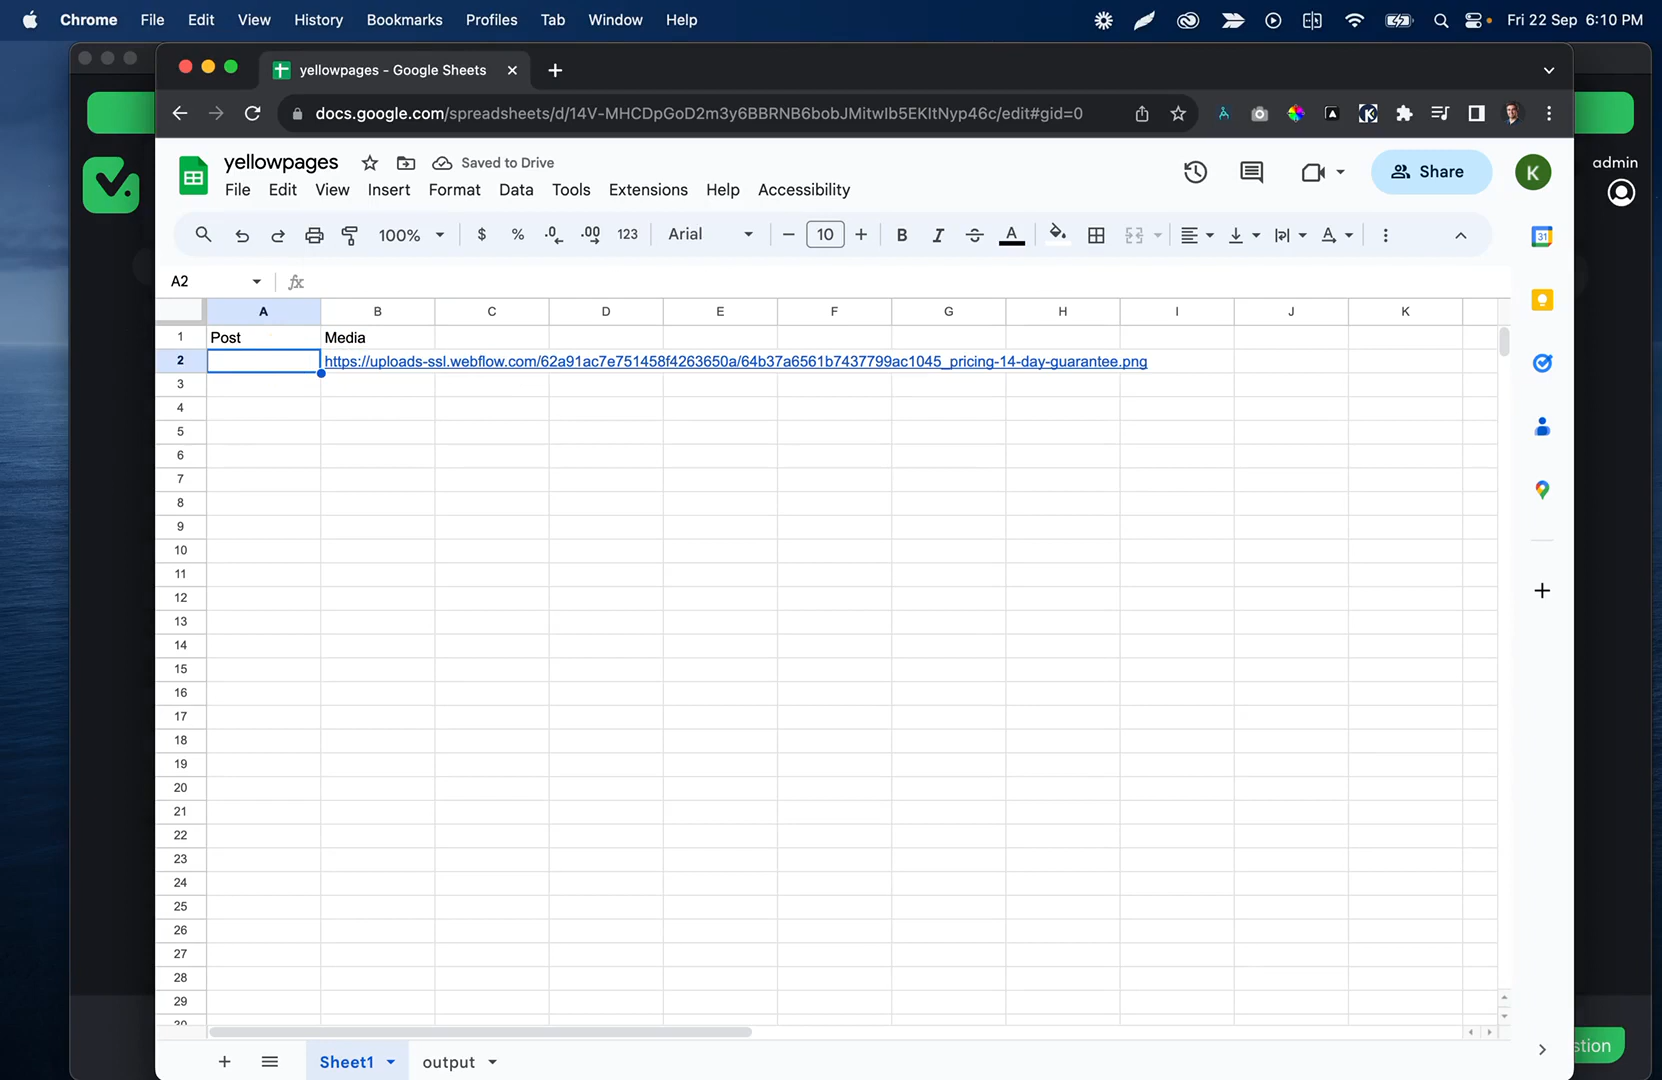 Chrome File Edit View History Bookmarks Profiles Tab Window Help Fri 22 Sep 6:10 PM
yellowpages - Google Sheets
docs.google.com/spreadsheets/d/14V-MHCDpGoD2m3y6BBRNB6bobJMitwIb5EKItNyp46c/edit#gid=0
yellowpages Saved to Drive
Share
K
admin
File Edit View Insert Format Data Tools Extensions Help Accessibility
100% $ % .0 .00 123 Arial 10 B I S A
31
A2 fx
A B C D E F G H I J K
1 Post Media
2 https://uploads-ssl.webflow.com/62a91ac7e751458f4263650a/64b37a6561b7437799ac1045_pricing-14-day-guarantee.png
3
4
5
6
7
8
9
10
11
12
13
14
15
16
17
18
19
20
21
22
23
24
25
26
27
28
29
30
Sheet1 output
stion